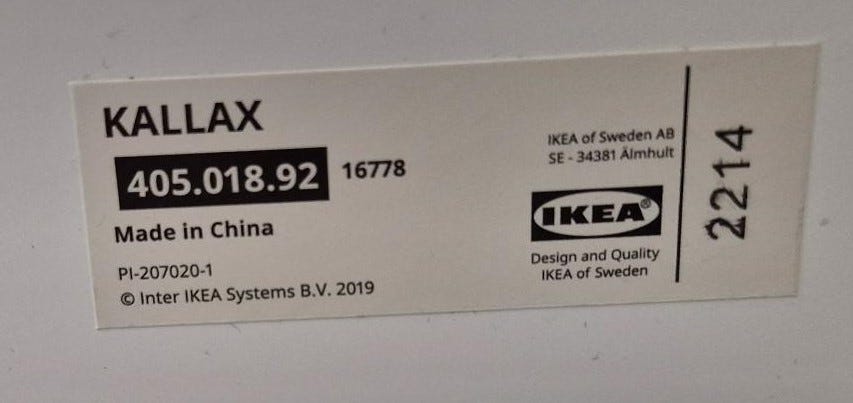 KALLAX
405.018.92 16778
Made in China
PI-207020-1
© Inter IKEA Systems B.V. 2019
IKEA of Sweden AB
SE - 34381 Älmhult
IKEA®
Design and Quality
IKEA of Sweden
2214